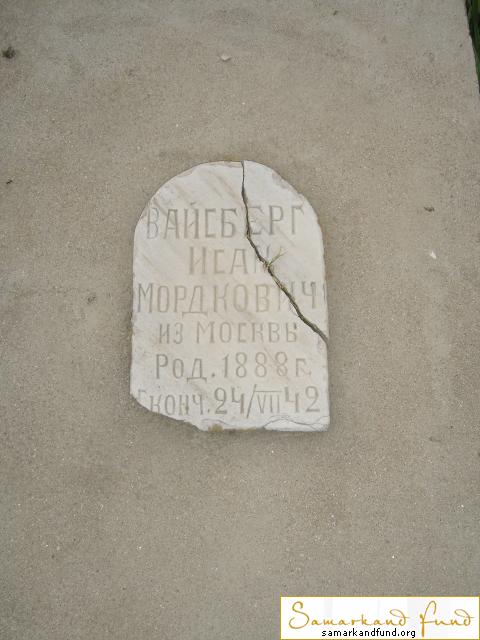 ВАЙСБЕРГ
ИСАК
МОРДКОВИЧ
ИЗ МОСКВЫ
РОД. 1888 г.
СКОНЧ. 24/VII 42
Samarkand Fund
samarkandfund.org